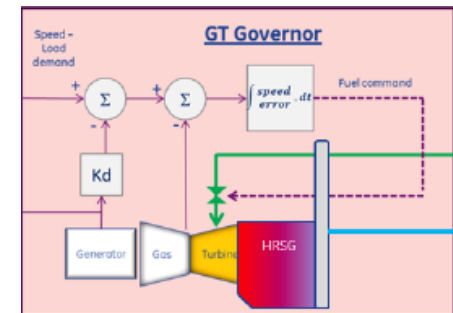 GT Governor
Speed –
Load
demand
+
Σ
-
+
Σ
-
∫ speed
error . dt
Fuel command
Kd
Generator
Gas
Turbine
HRSG